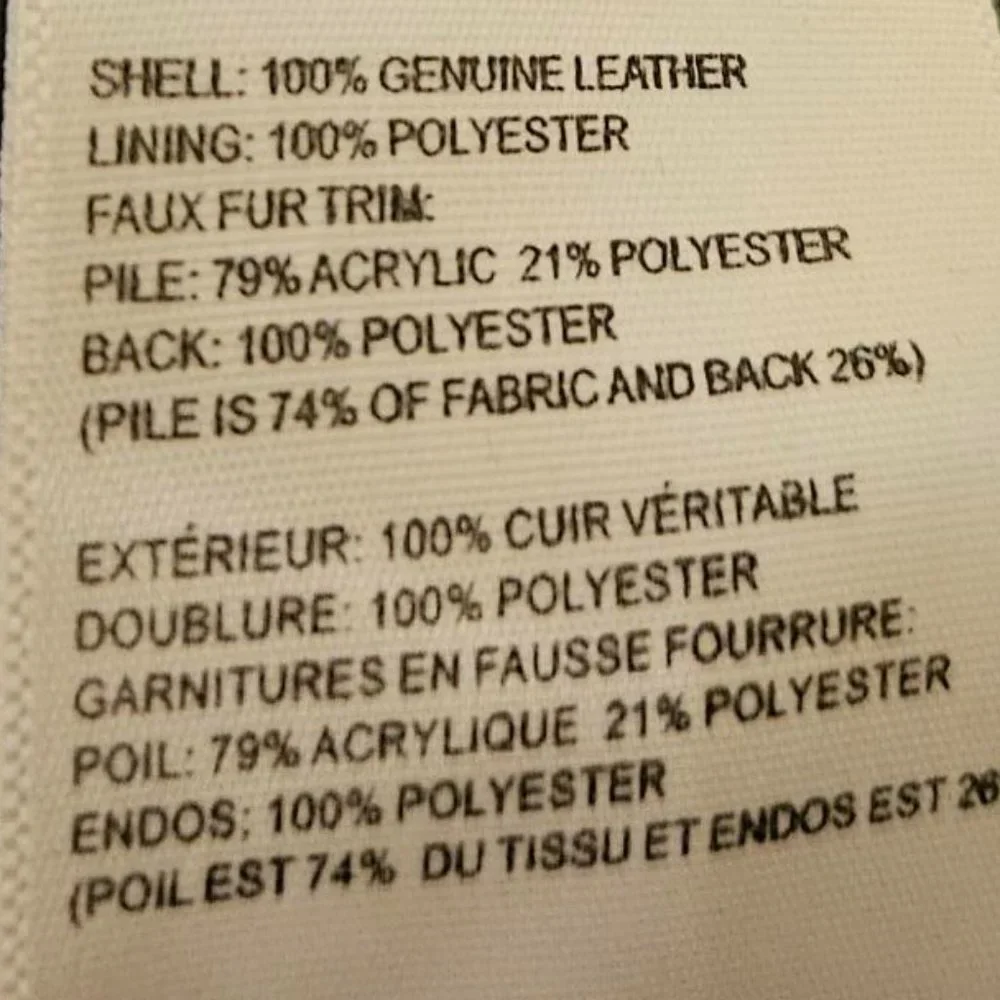 SHELL: 100% GENUINE LEATHER
LINING: 100% POLYESTER
FAUX FUR TRIM:
PILE: 79% ACRYLIC 21% POLYESTER
BACK: 100% POLYESTER
(PILE IS 74% OF FABRIC AND BACK 26%)
EXTÉRIEUR: 100% CUIR VÉRITABLE
DOUBLURE: 100% POLYESTER
GARNITURES EN FAUSSE FOURRURE:
POIL: 79% ACRYLIQUE 21% POLYESTER
ENDOS: 100% POLYESTER
(POIL EST 74% DU TISSU ET ENDOS EST 26